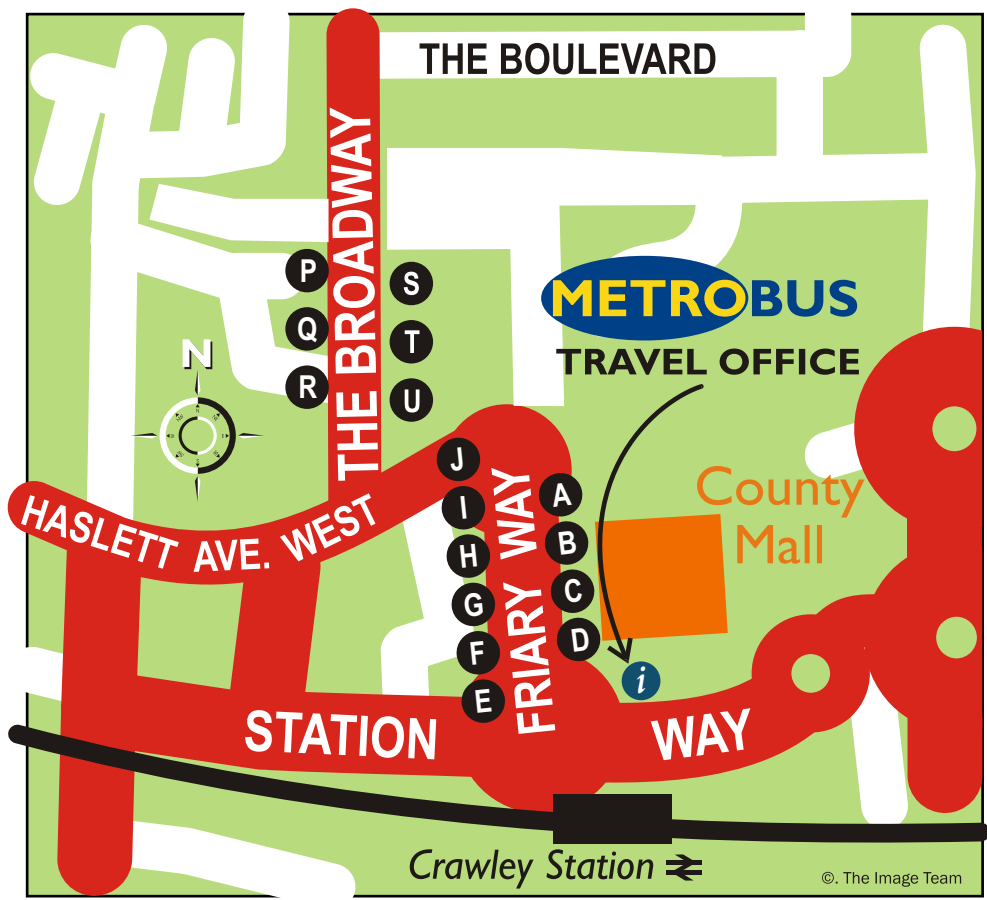 THE BOULEVARD
THE BROADWAY
P
S
Q
T
R
U
METROBUS
TRAVEL OFFICE
N
HASLETT AVE. WEST
J
I
H
G
F
E
FRIARY WAY
A
B
C
D
County
Mall
i
STATION WAY
Crawley Station
©. The Image Team